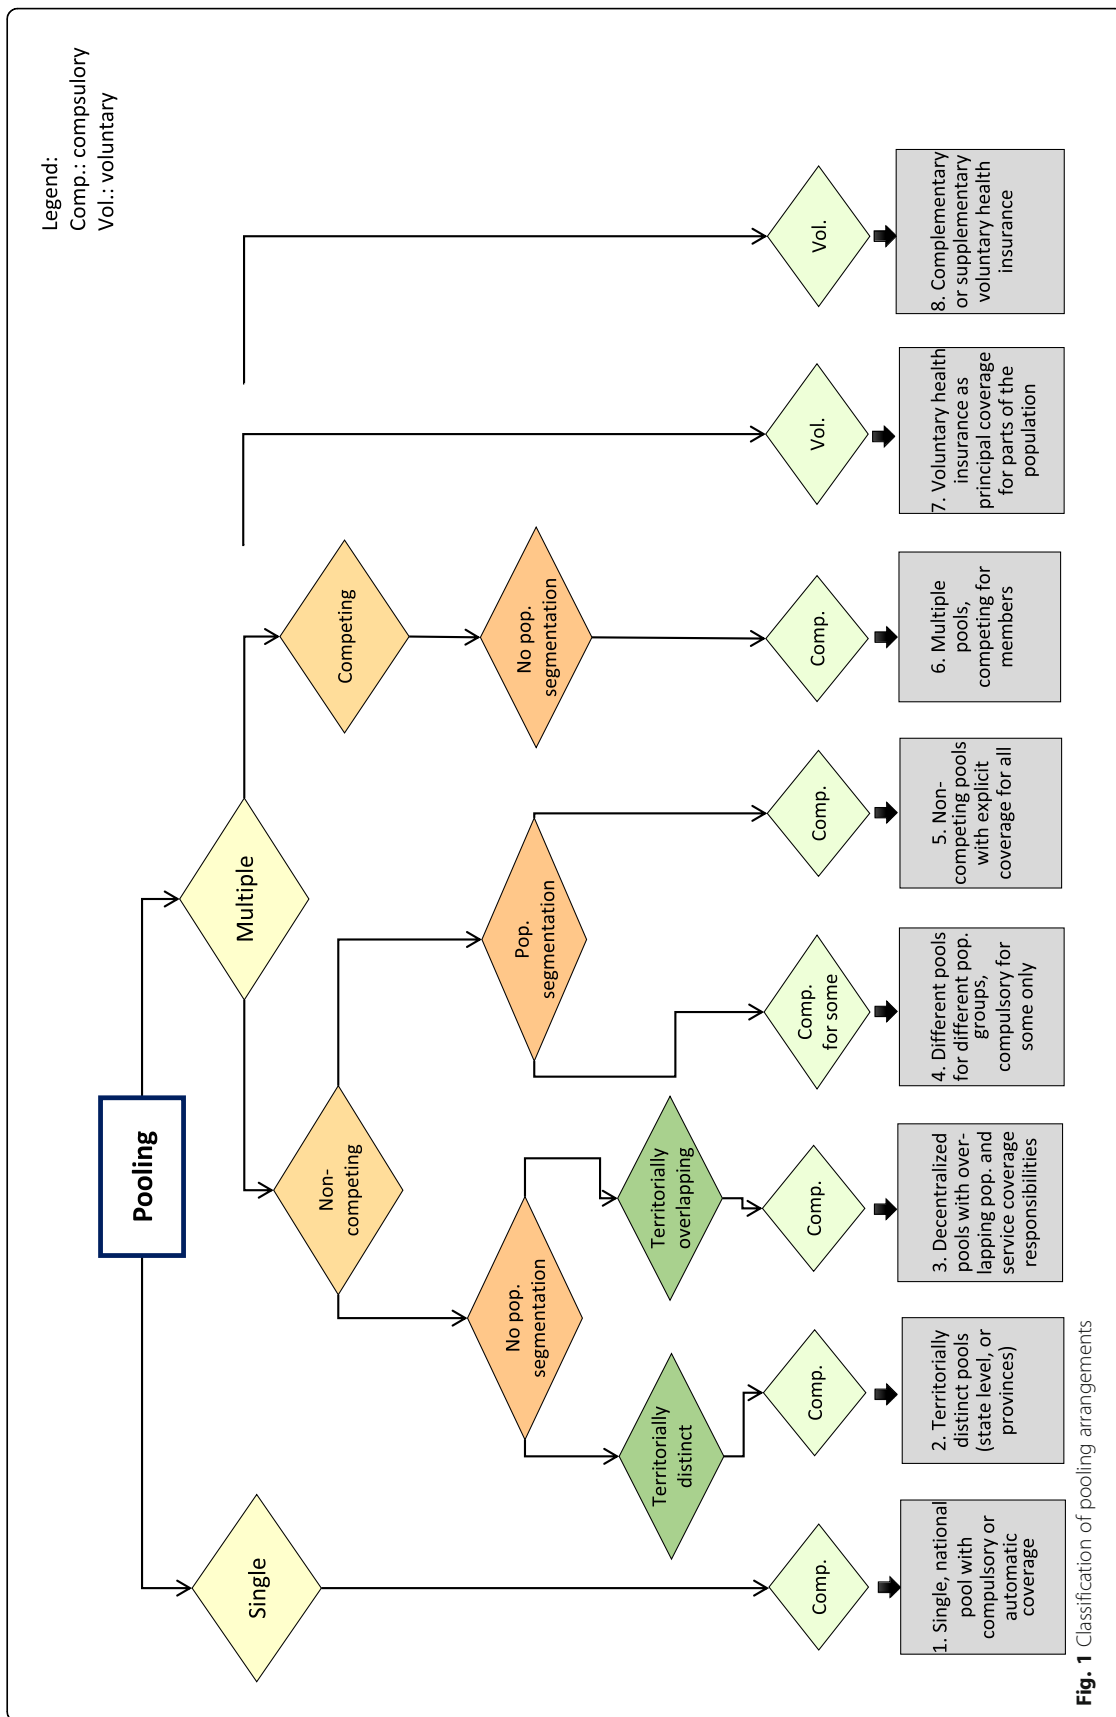 Legend:
Comp.: compsulory
Vol.: voluntary
Pooling
Single
Multiple
Non-
competing
Competing
No pop.
segmentation
Pop.
segmentation
No pop.
segmentation
Territorially
distinct
Territorially
overlapping
Comp.
Comp.
Comp.
Comp.
for some
Comp.
Comp.
Vol.
Vol.
1. Single, national
pool with
compulsory or
automatic
coverage
2. Territorially
distinct pools
(state level, or
provinces)
3. Decentralized
pools with over-
lapping pop. and
service coverage
responsibilities
4. Different pools
for different pop.
groups,
compulsory for
some only
5. Non-
competing pools
with explicit
coverage for all
6. Multiple
pools,
competing for
members
7. Voluntary health
insurance as
principal coverage
for parts of the
population
8. Complementary
or supplementary
voluntary health
insurance
Fig. 1 Classification of pooling arrangements